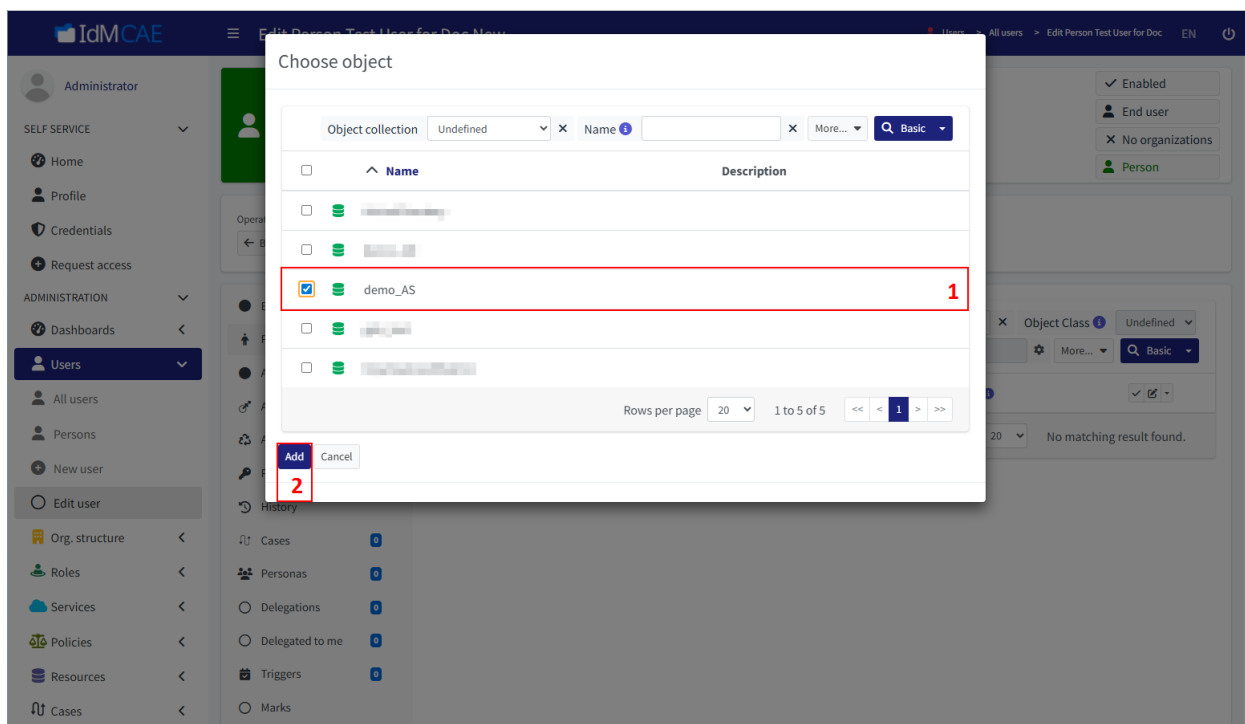 IdMCAE
Edit Person Test User for Doc New
Users > All users > Edit Person Test User for Doc
EN
Administrator
SELF SERVICE
Home
Profile
Credentials
Request access
ADMINISTRATION
Dashboards
Users
All users
Persons
New user
Edit user
Org. structure
Roles
Services
Policies
Resources
Cases
Choose object
Object collection Undefined Name More... Basic
Name Description
demo_AS
1
Rows per page 20 1 to 5 of 5 << < 1 > >>
Add Cancel
2
Enabled
End user
No organizations
Person
History
Cases 0
Personas 0
Delegations 0
Delegated to me 0
Triggers 0
Marks
Object Class Undefined
More... Basic
20 No matching result found.